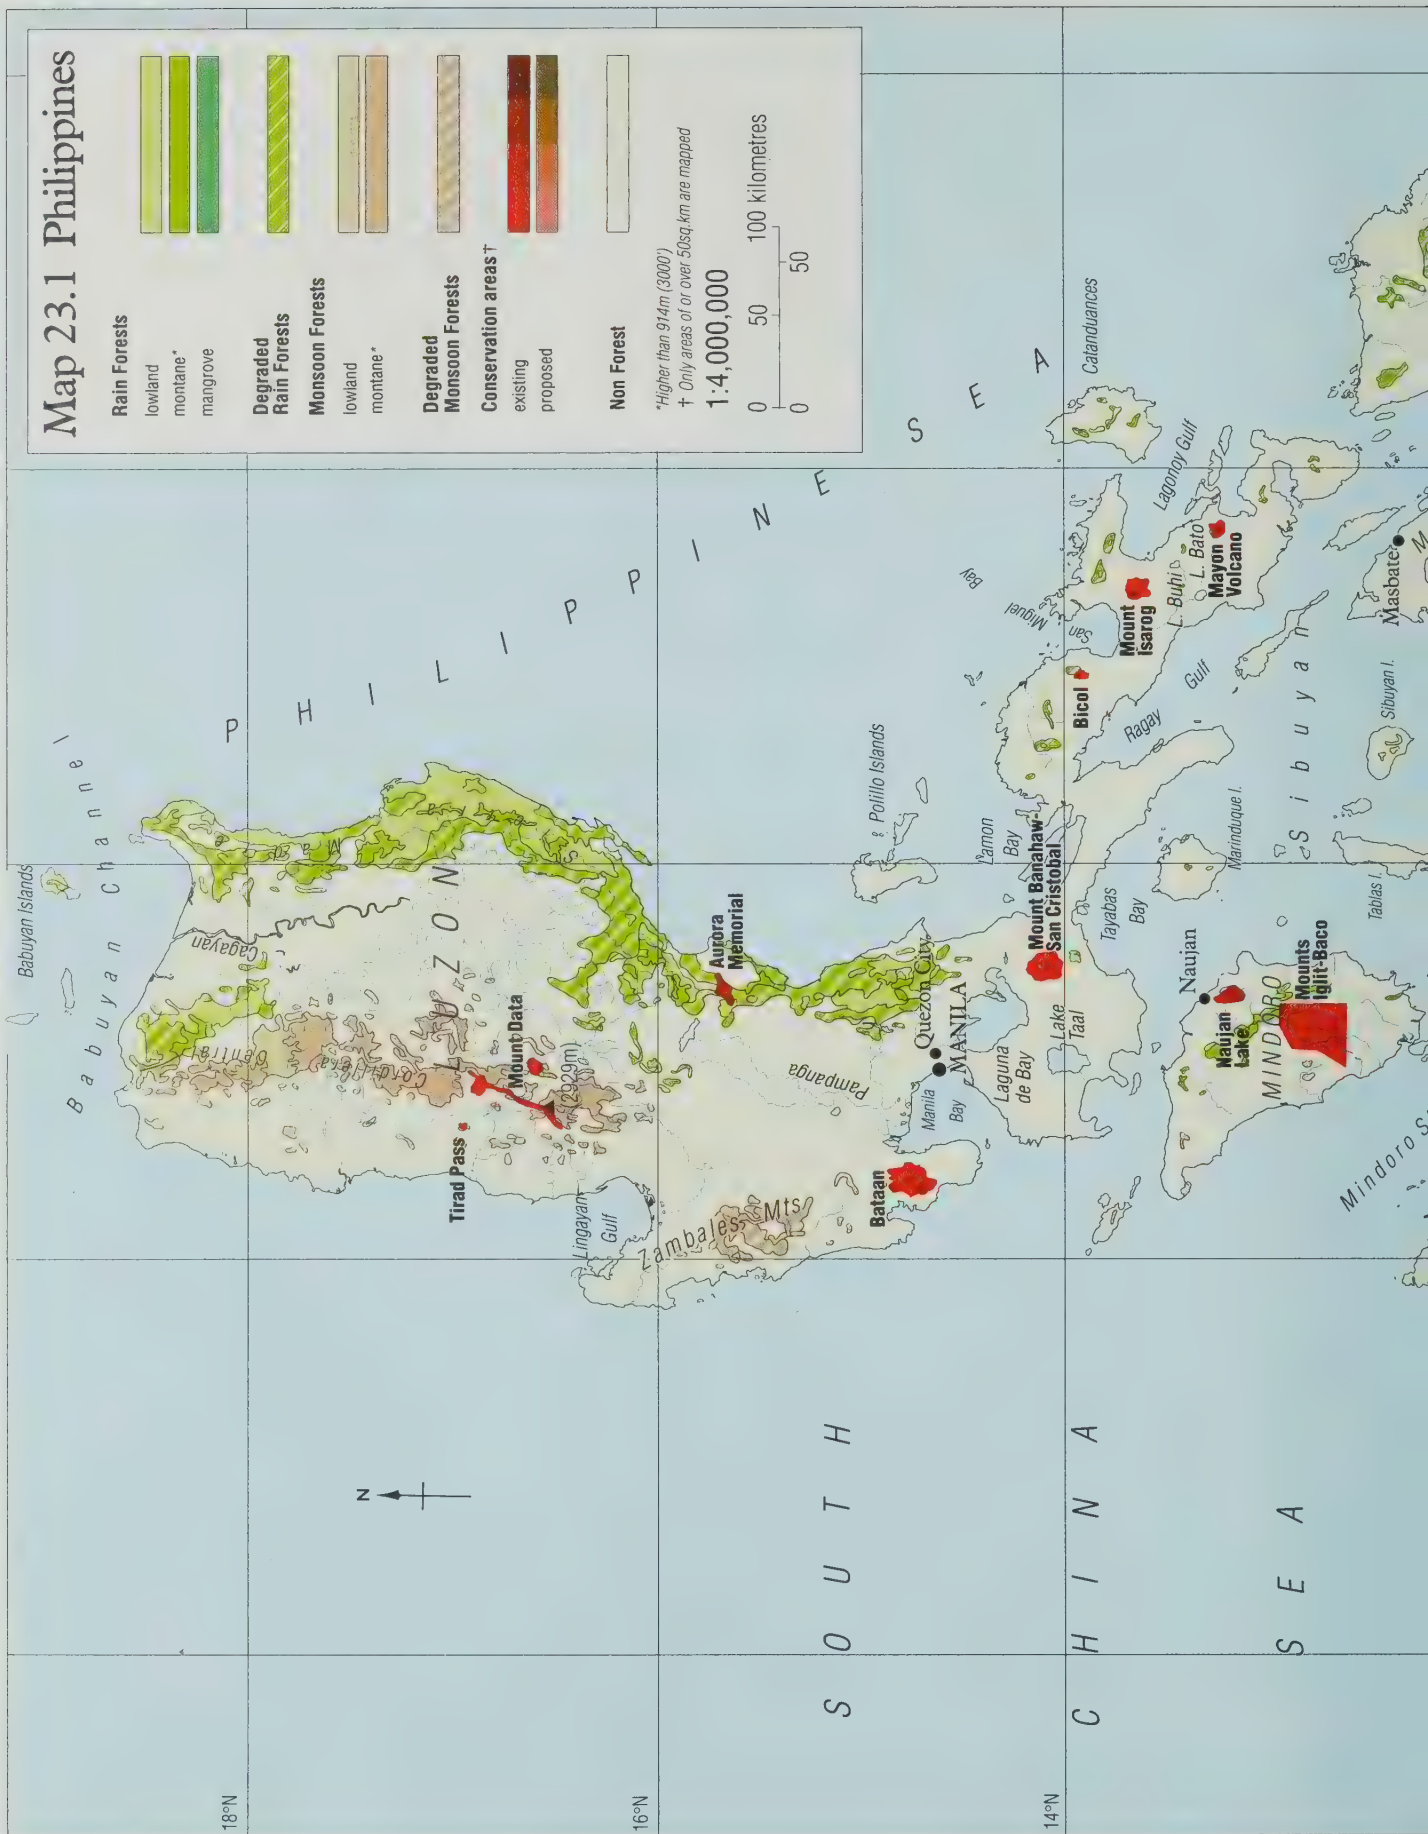 Map 23.1 Philippines
Rain Forests
lowland
montane*
mangrove
Degraded
Rain Forests
Monsoon Forests
lowland
montane*
Degraded
Monsoon Forests
Conservation areas †
existing
proposed
Non Forest
*Higher than 914m (3000')
† Only areas of or over 50sq.km are mapped
1:4,000,000
0 50 100 kilometres
0 50
Babuyan Islands
Babuyan Channel
PHILIPPINE SEA
18°N
Cagayan
Central
Cordillera
Sierra Madre
LUZON
Tirad Pass
Mount Data
(2929m)
N
Lingayan
Gulf
16°N
Zambales Mts
Aurora
Memorial
Pampanga
Bataan
Polillo Islands
Quezon City
MANILA
Manila
Bay
Laguna
de Bay
Lamon
Bay
Mount Banahaw-
San Cristobal
Lake
Taal
Tayabas
Bay
14°N
SOUTH
CHINA
SEA
Catanduances
Lagonoy Gulf
San Miguel Bay
Bicol
Mount
Isarog
L. Buhi
L. Bato
Mayon
Volcano
Ragay Gulf
Marinduque I.
Naujan
Naujan
Lake
MINDORO
Mounts
Iglit-Baco
Mindoro S
Sibuyan
S
Tablas I.
Sibuyan I.
Masbate
M